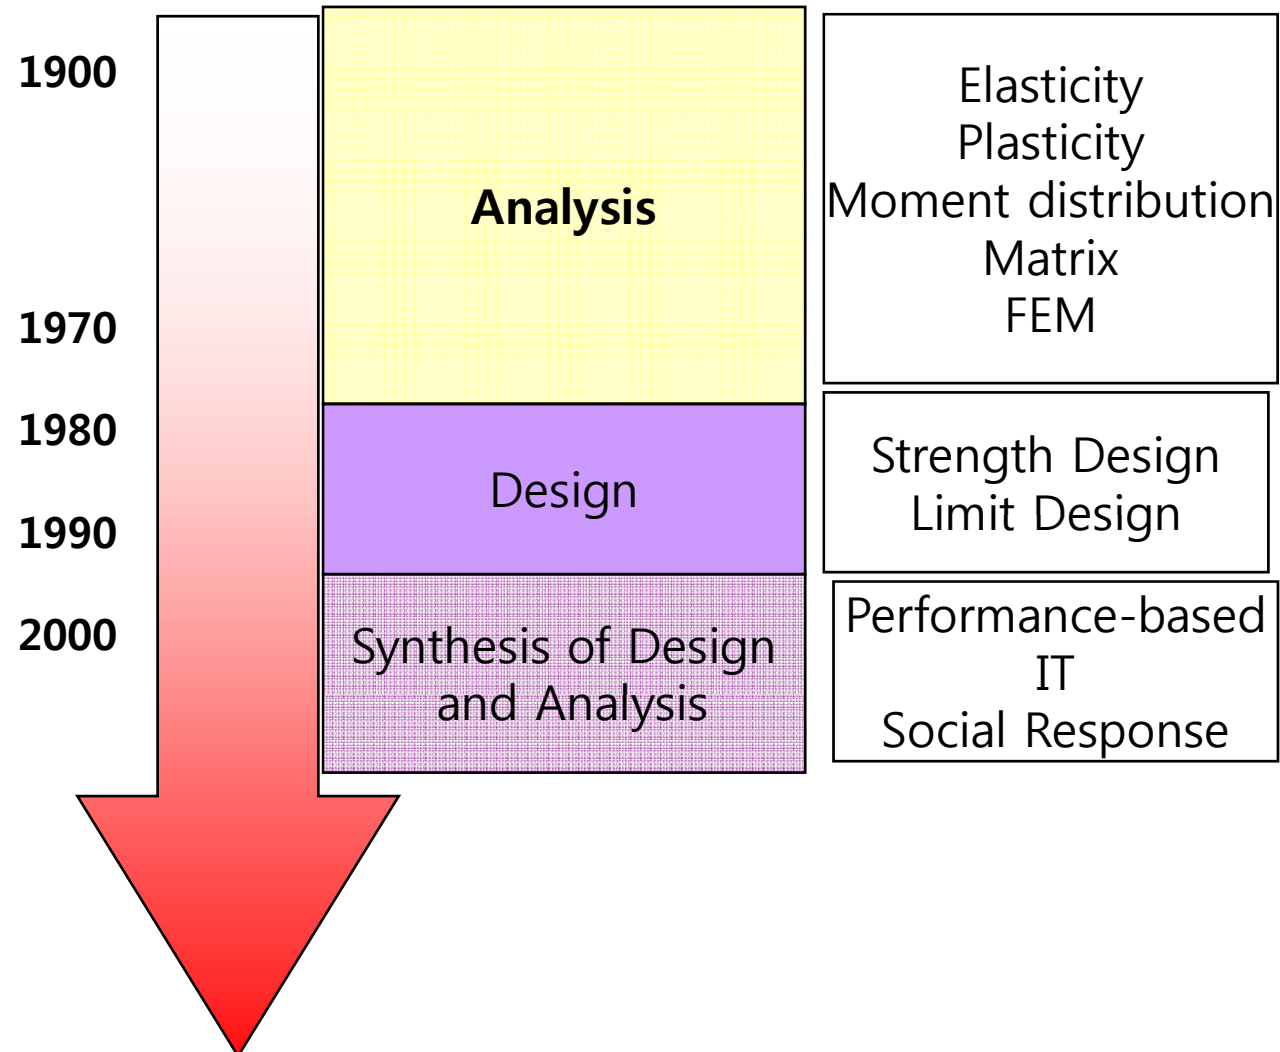 1900
1970
1980
1990
2000
Analysis
Design
Synthesis of Design
and Analysis
Elasticity
Plasticity
Moment distribution
Matrix
FEM
Strength Design
Limit Design
Performance-based
IT
Social Response